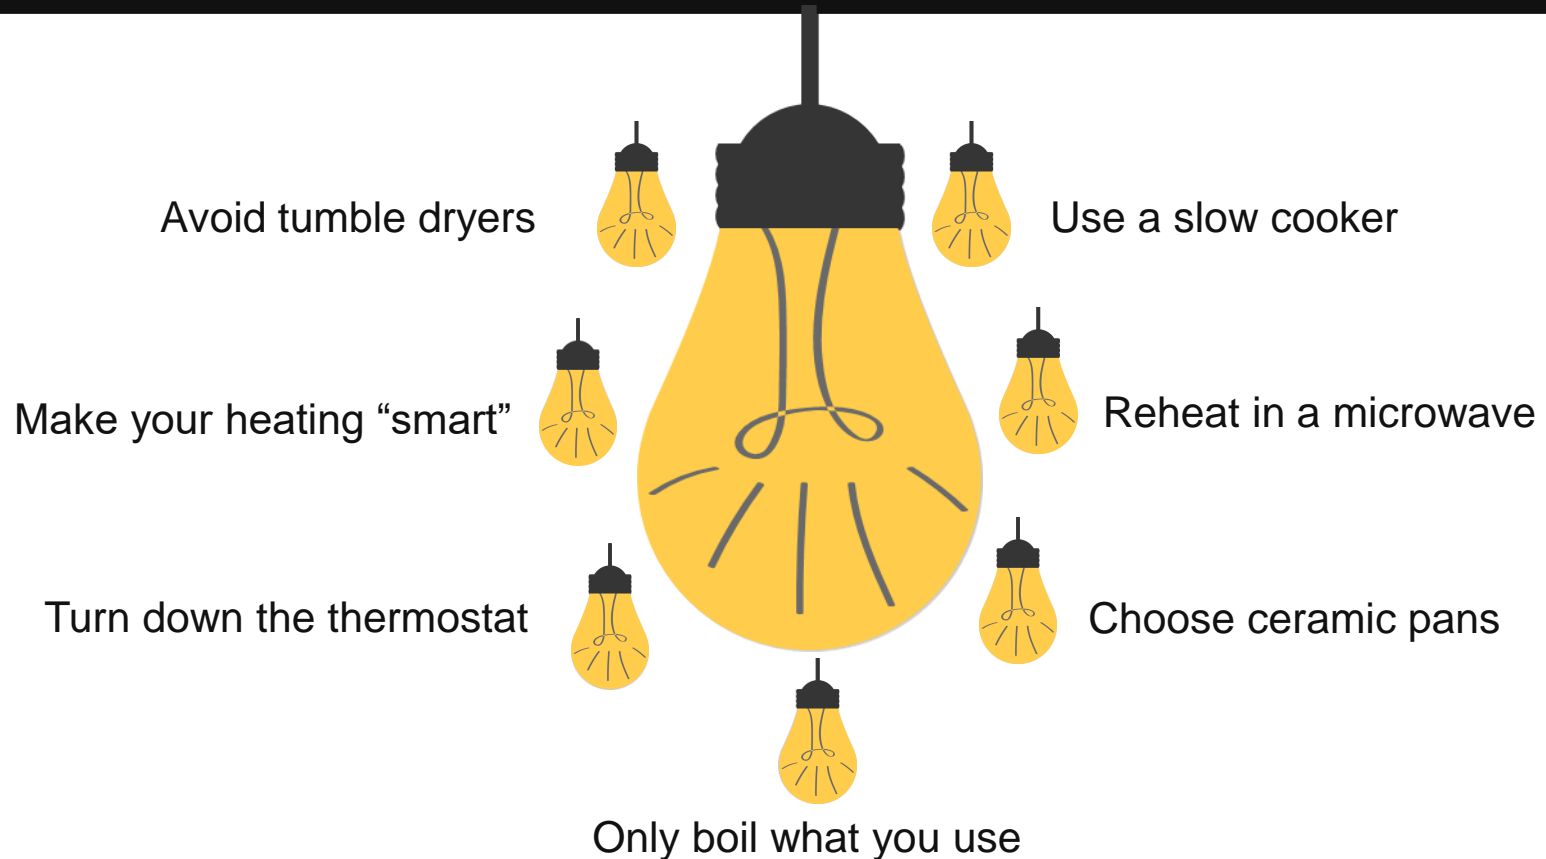 Avoid tumble dryers
Use a slow cooker
Make your heating “smart”
Reheat in a microwave
Turn down the thermostat
Choose ceramic pans
Only boil what you use